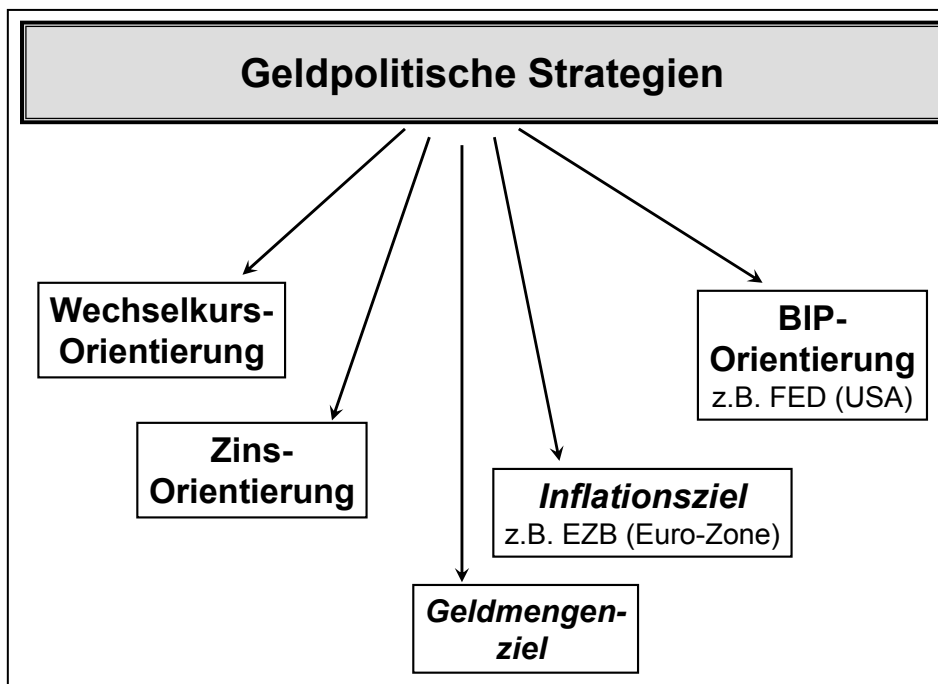 Geldpolitische Strategien
Wechselkurs-
Orientierung
Zins-
Orientierung
Geldmengen-
ziel
Inflationsziel
z.B. EZB (Euro-Zone)
BIP-
Orientierung
z.B. FED (USA)